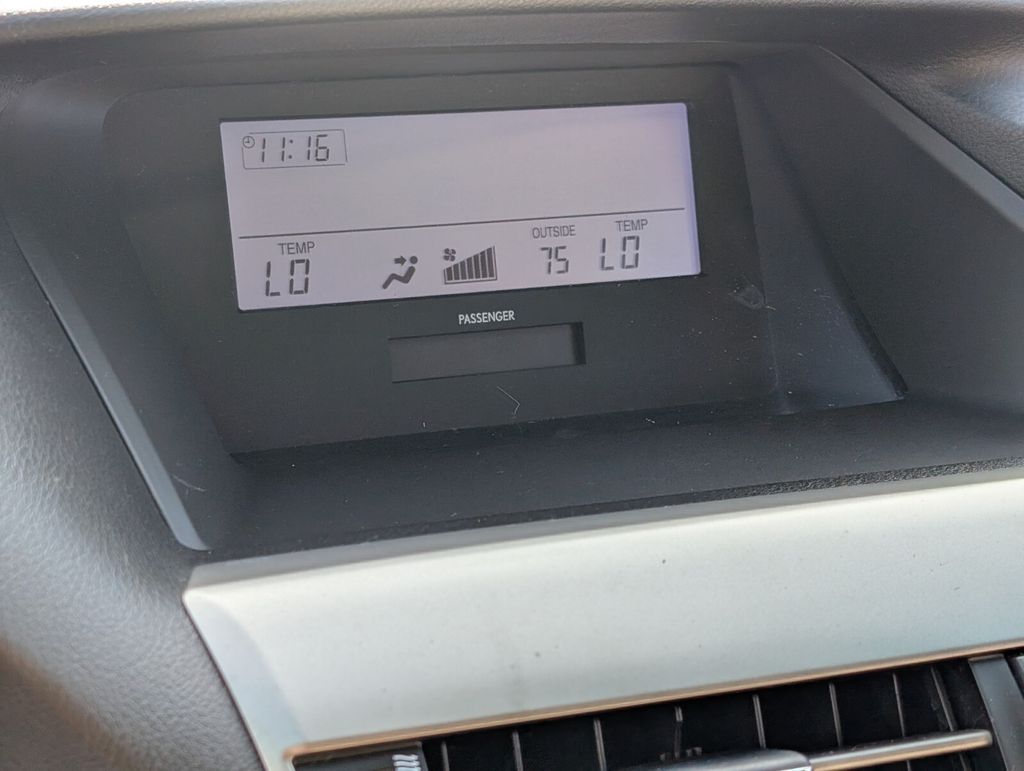 11:16
TEMP OUTSIDE TEMP
LO 75 LO
PASSENGER